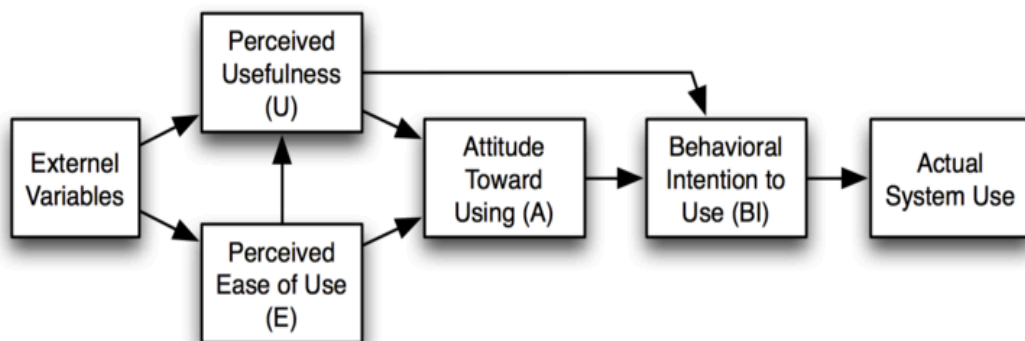 Perceived
Usefulness
(U)
Externel
Variables
Perceived
Ease of Use
(E)
Attitude
Toward
Using (A)
Behavioral
Intention to
Use (BI)
Actual
System Use